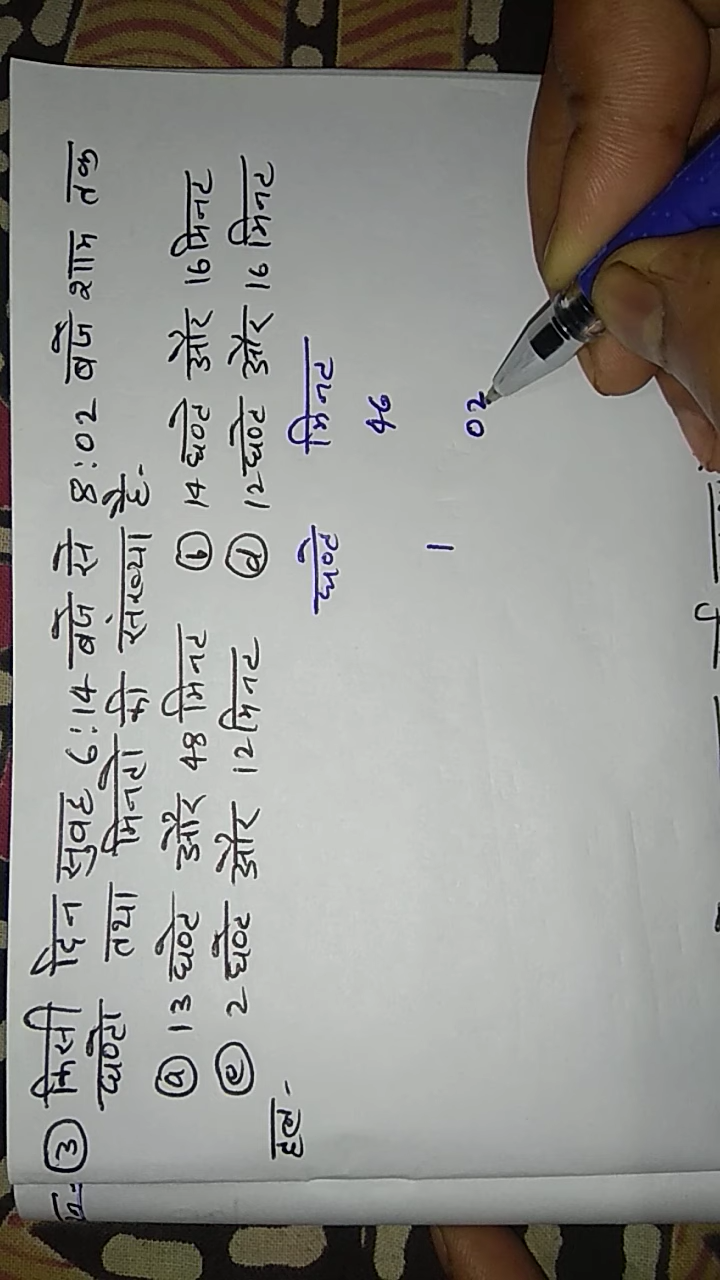 प्र:- ③ किसी दिन सुवह 6:14 बजे से 8:02 बजे शाम तक
घण्टा तथा मिनटो की संख्या है-
ⓐ 13 घण्टे और 48 मिनट ⓑ 14 घण्टे और 16 मिनट
ⓒ 2 घण्टे और 12 मिनट ⓓ 12 घण्टे और 16 मिनट
हल- घण्टे मिनट
46
1
02